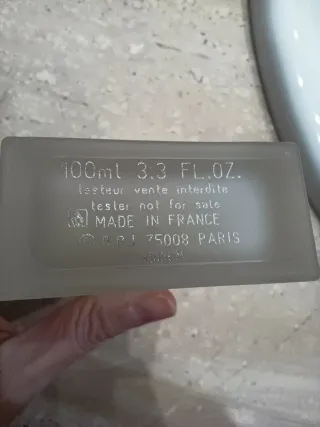 100ml 3.3 FL.OZ.
testeur vente interdite
tester not for sale
MADE IN FRANCE
75008 PARIS